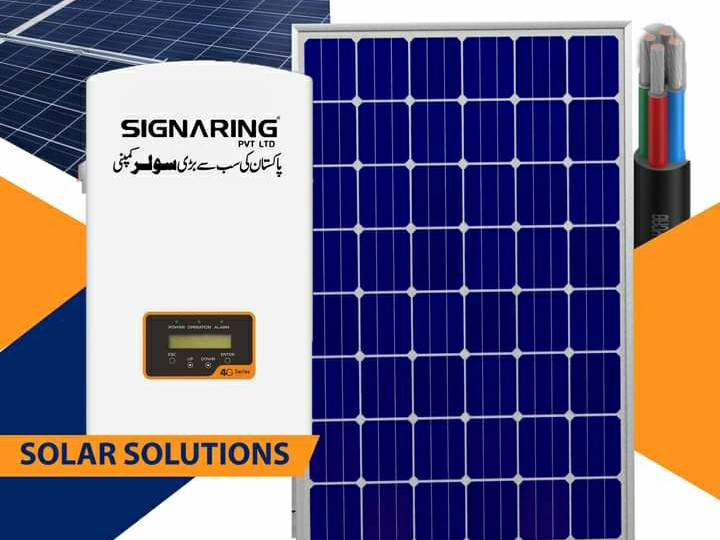 SIGNARING®
PVT LTD
پاکستان کی سب سے بڑی سولر کمپنی
POWER OPERATION ALARM
ESC UP DOWN ENTER
4G Series
SOLAR SOLUTIONS